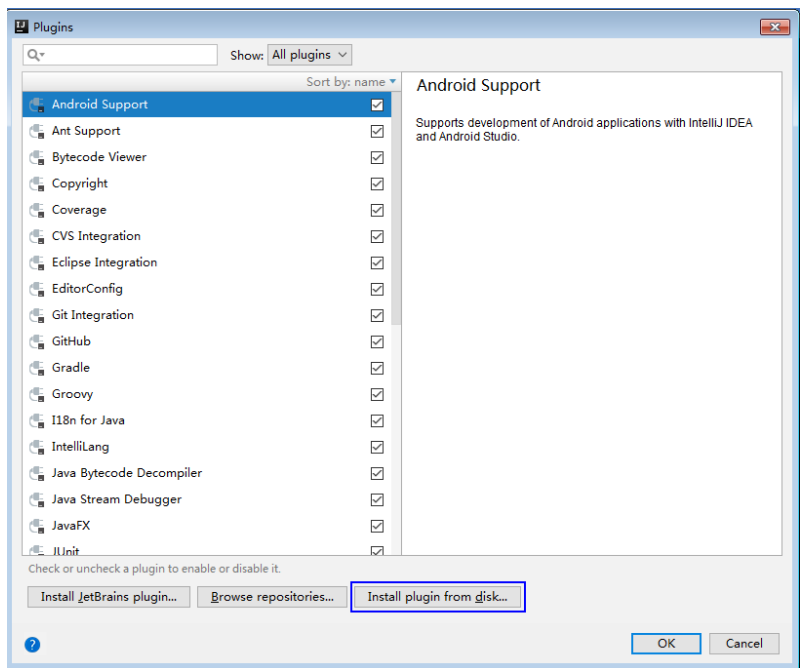 Plugins
Show: All plugins
Sort by: name
Android Support
Ant Support
Bytecode Viewer
Copyright
Coverage
CVS Integration
Eclipse Integration
EditorConfig
Git Integration
GitHub
Gradle
Groovy
I18n for Java
IntelliLang
Java Bytecode Decompiler
Java Stream Debugger
JavaFX
JUnit
Android Support
Supports development of Android applications with IntelliJ IDEA
and Android Studio.
Check or uncheck a plugin to enable or disable it.
Install JetBrains plugin... Browse repositories... Install plugin from disk...
? OK Cancel